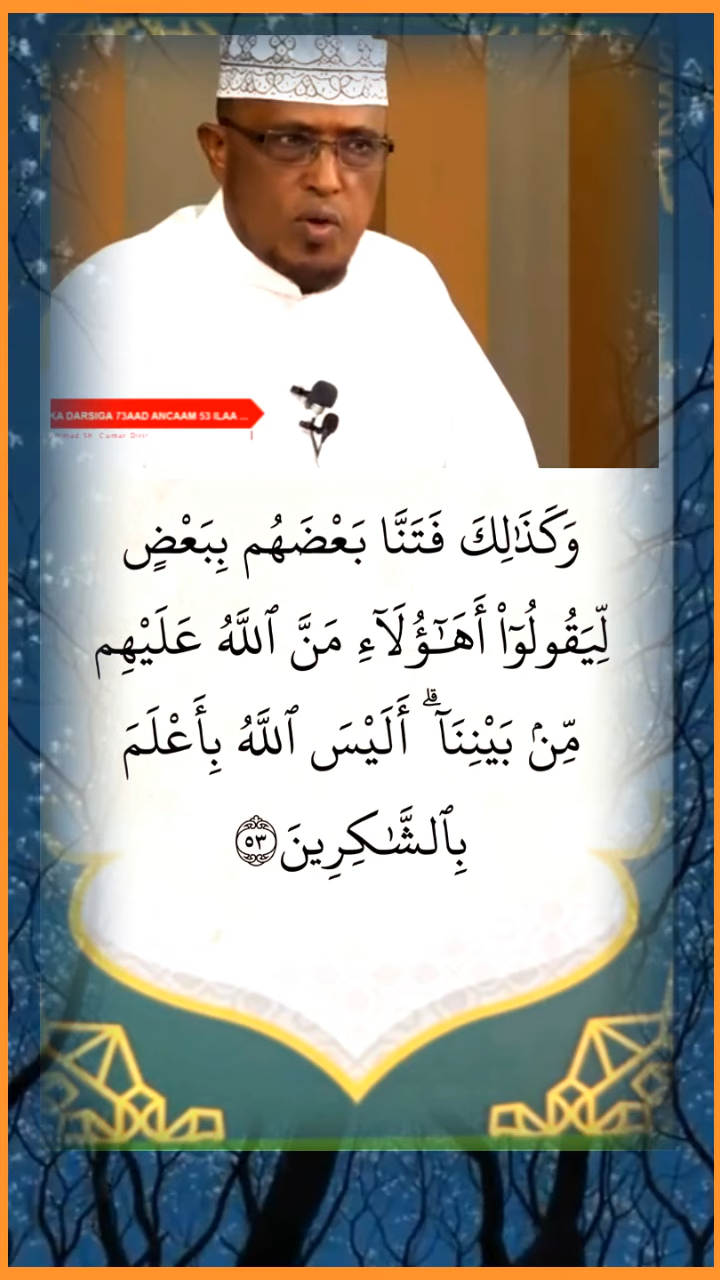 KA DARSIGA 73AAD ANCAAM 53 ILAA ...
وَكَذَٰلِكَ فَتَنَّا بَعْضَهُم بِبَعْضٍ
لِّيَقُولُوٓا۟ أَهَـٰٓؤُلَآءِ مَنَّ ٱللَّهُ عَلَيْهِم
مِّنۢ بَيْنِنَآ ۗ أَلَيْسَ ٱللَّهُ بِأَعْلَمَ
بِٱلشَّـٰكِرِينَ ٥٣